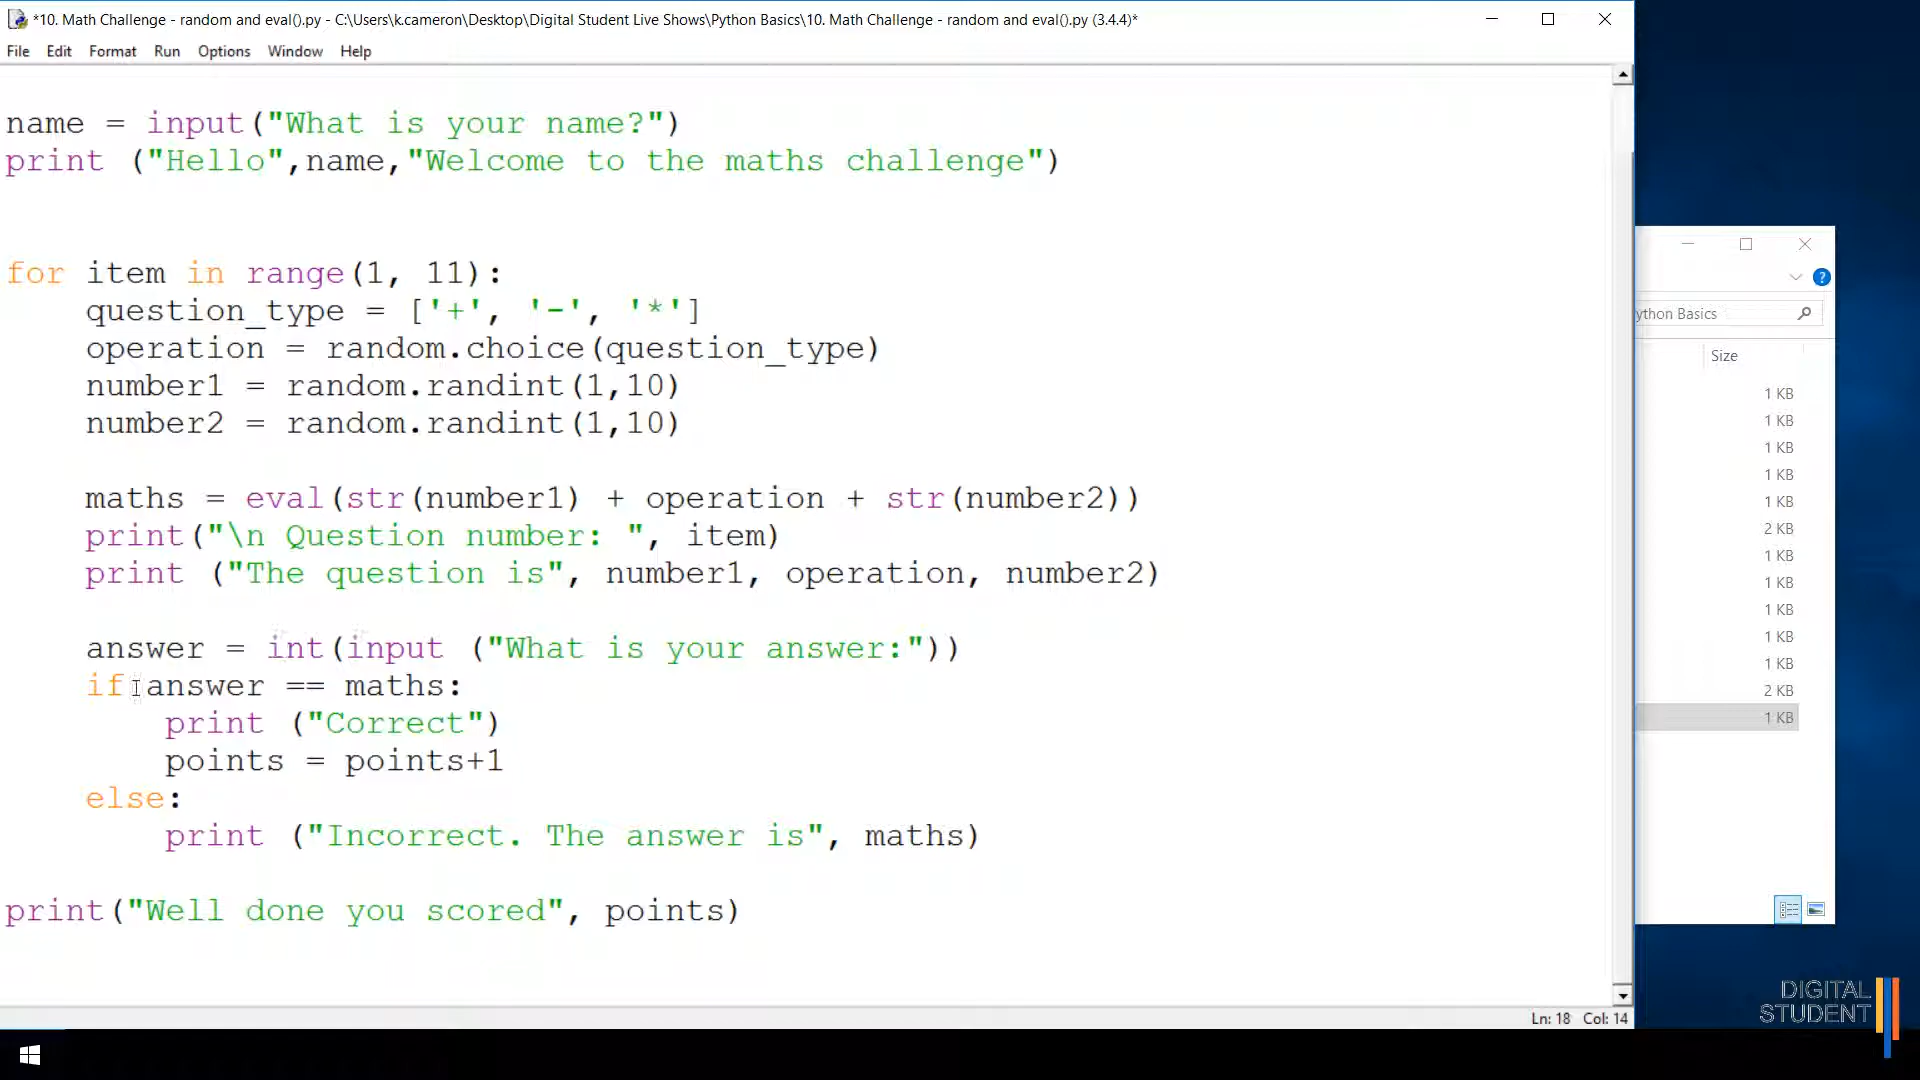 *10. Math Challenge - random and eval().py - C:\Users\k.cameron\Desktop\Digital Student Live Shows\Python Basics\10. Math Challenge - random and eval().py (3.4.4)*
File Edit Format Run Options Window Help
name = input("What is your name?")
print ("Hello",name,"Welcome to the maths challenge")
for item in range(1, 11):
    question_type = ['+', '-', '*']
    operation = random.choice(question_type)
    number1 = random.randint(1,10)
    number2 = random.randint(1,10)
    maths = eval(str(number1) + operation + str(number2))
    print("\n Question number: ", item)
    print ("The question is", number1, operation, number2)
    answer = int(input ("What is your answer:"))
    if answer == maths:
        print ("Correct")
        points = points+1
    else:
        print ("Incorrect. The answer is", maths)
print("Well done you scored", points)
Ln: 18 Col: 14
?
ython Basics
Size
1 KB
1 KB
1 KB
1 KB
1 KB
2 KB
1 KB
1 KB
1 KB
1 KB
1 KB
2 KB
1 KB
DIGITAL
STUDENT